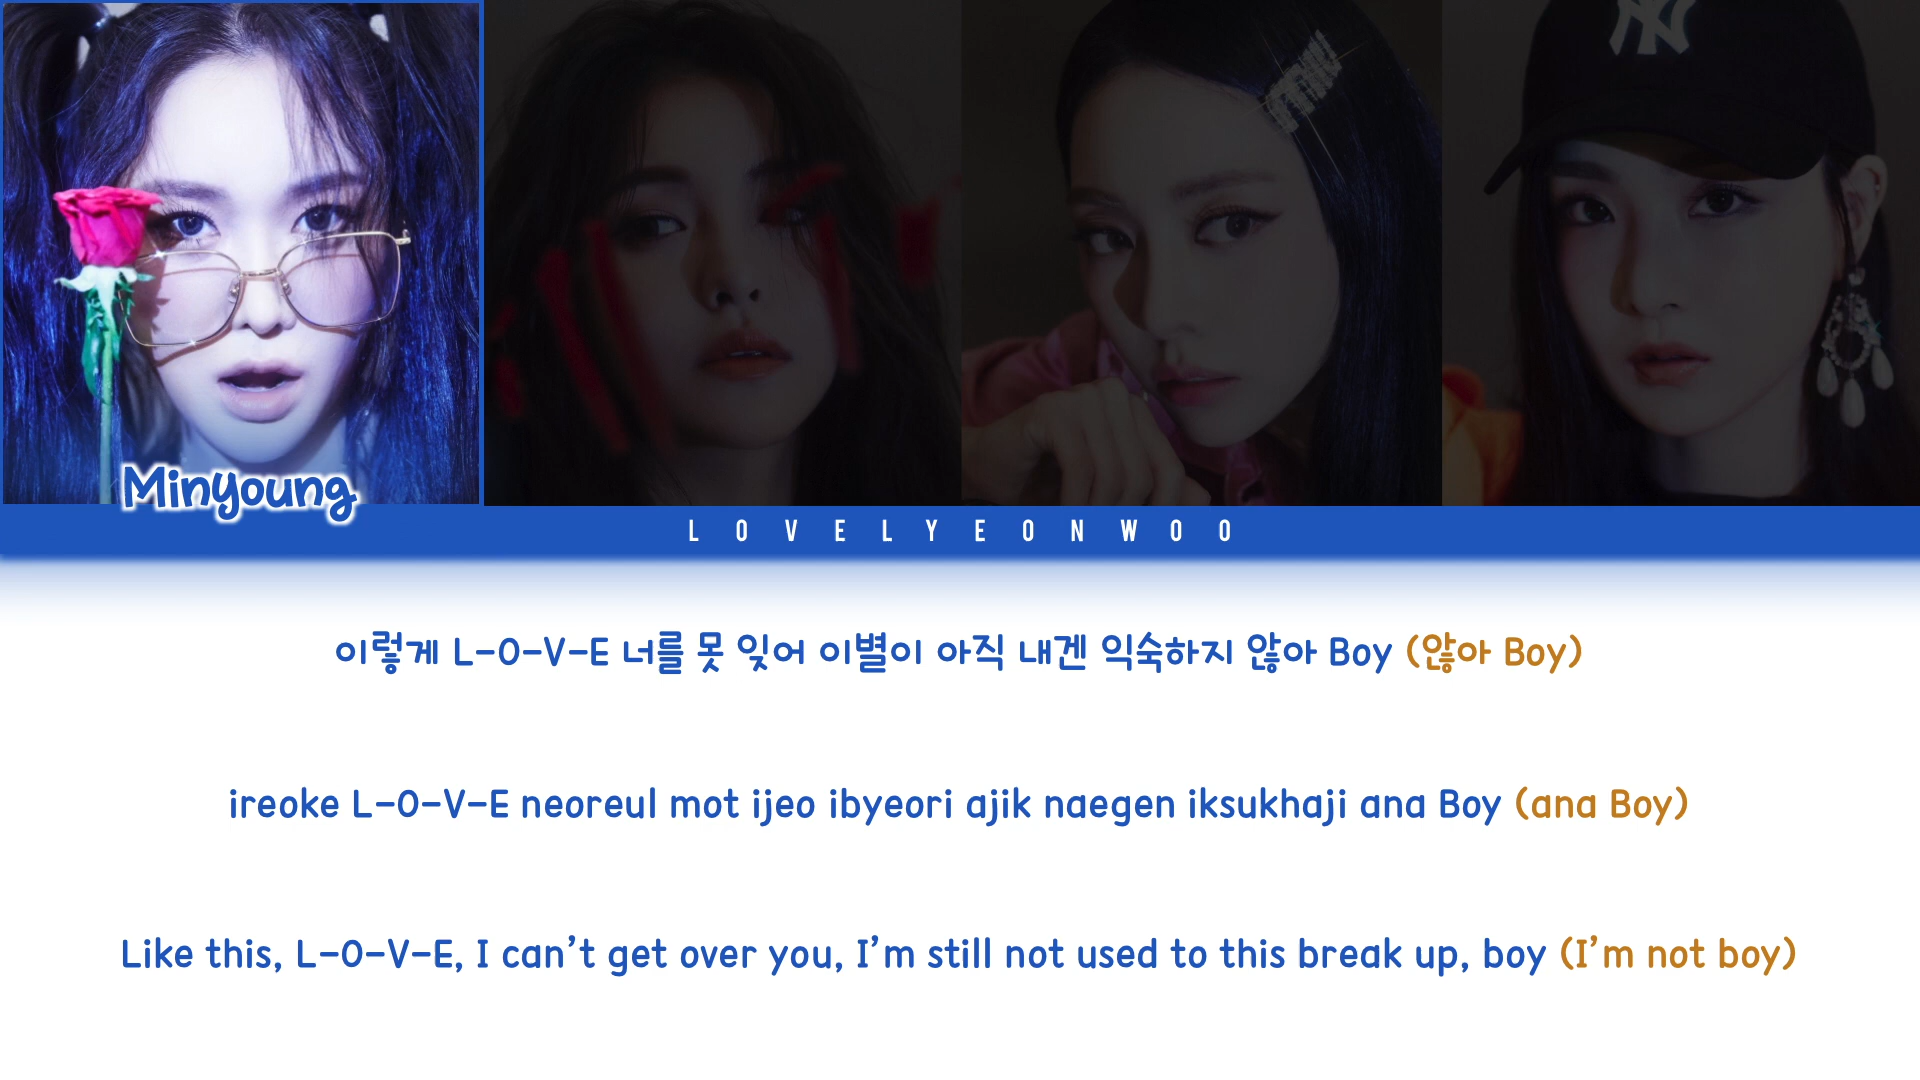 NY
Minyoung
LOVELYEONWOO
이렇게 L-O-V-E 너를 못 잊어 이별이 아직 내겐 익숙하지 않아 Boy (않아 Boy)
ireoke L-O-V-E neoreul mot ijeo ibyeori ajik naegen iksukhaji ana Boy (ana Boy)
Like this, L-O-V-E, I can’t get over you, I’m still not used to this break up, boy (I’m not boy)